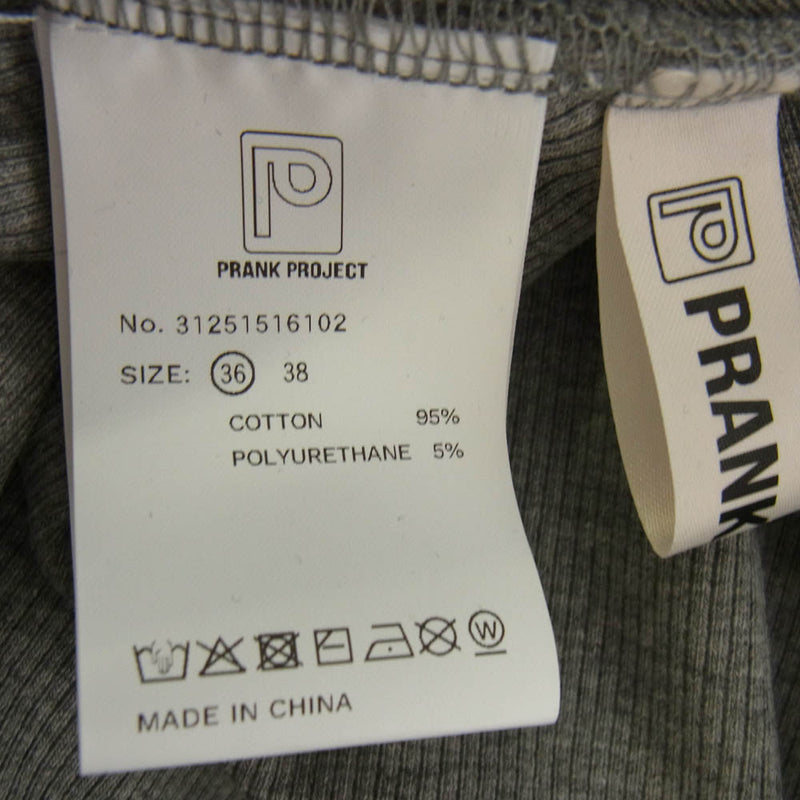 P
PRANK PROJECT
No. 31251516102
SIZE: 36 38
COTTON 95%
POLYURETHANE 5%
W
MADE IN CHINA
PRANK